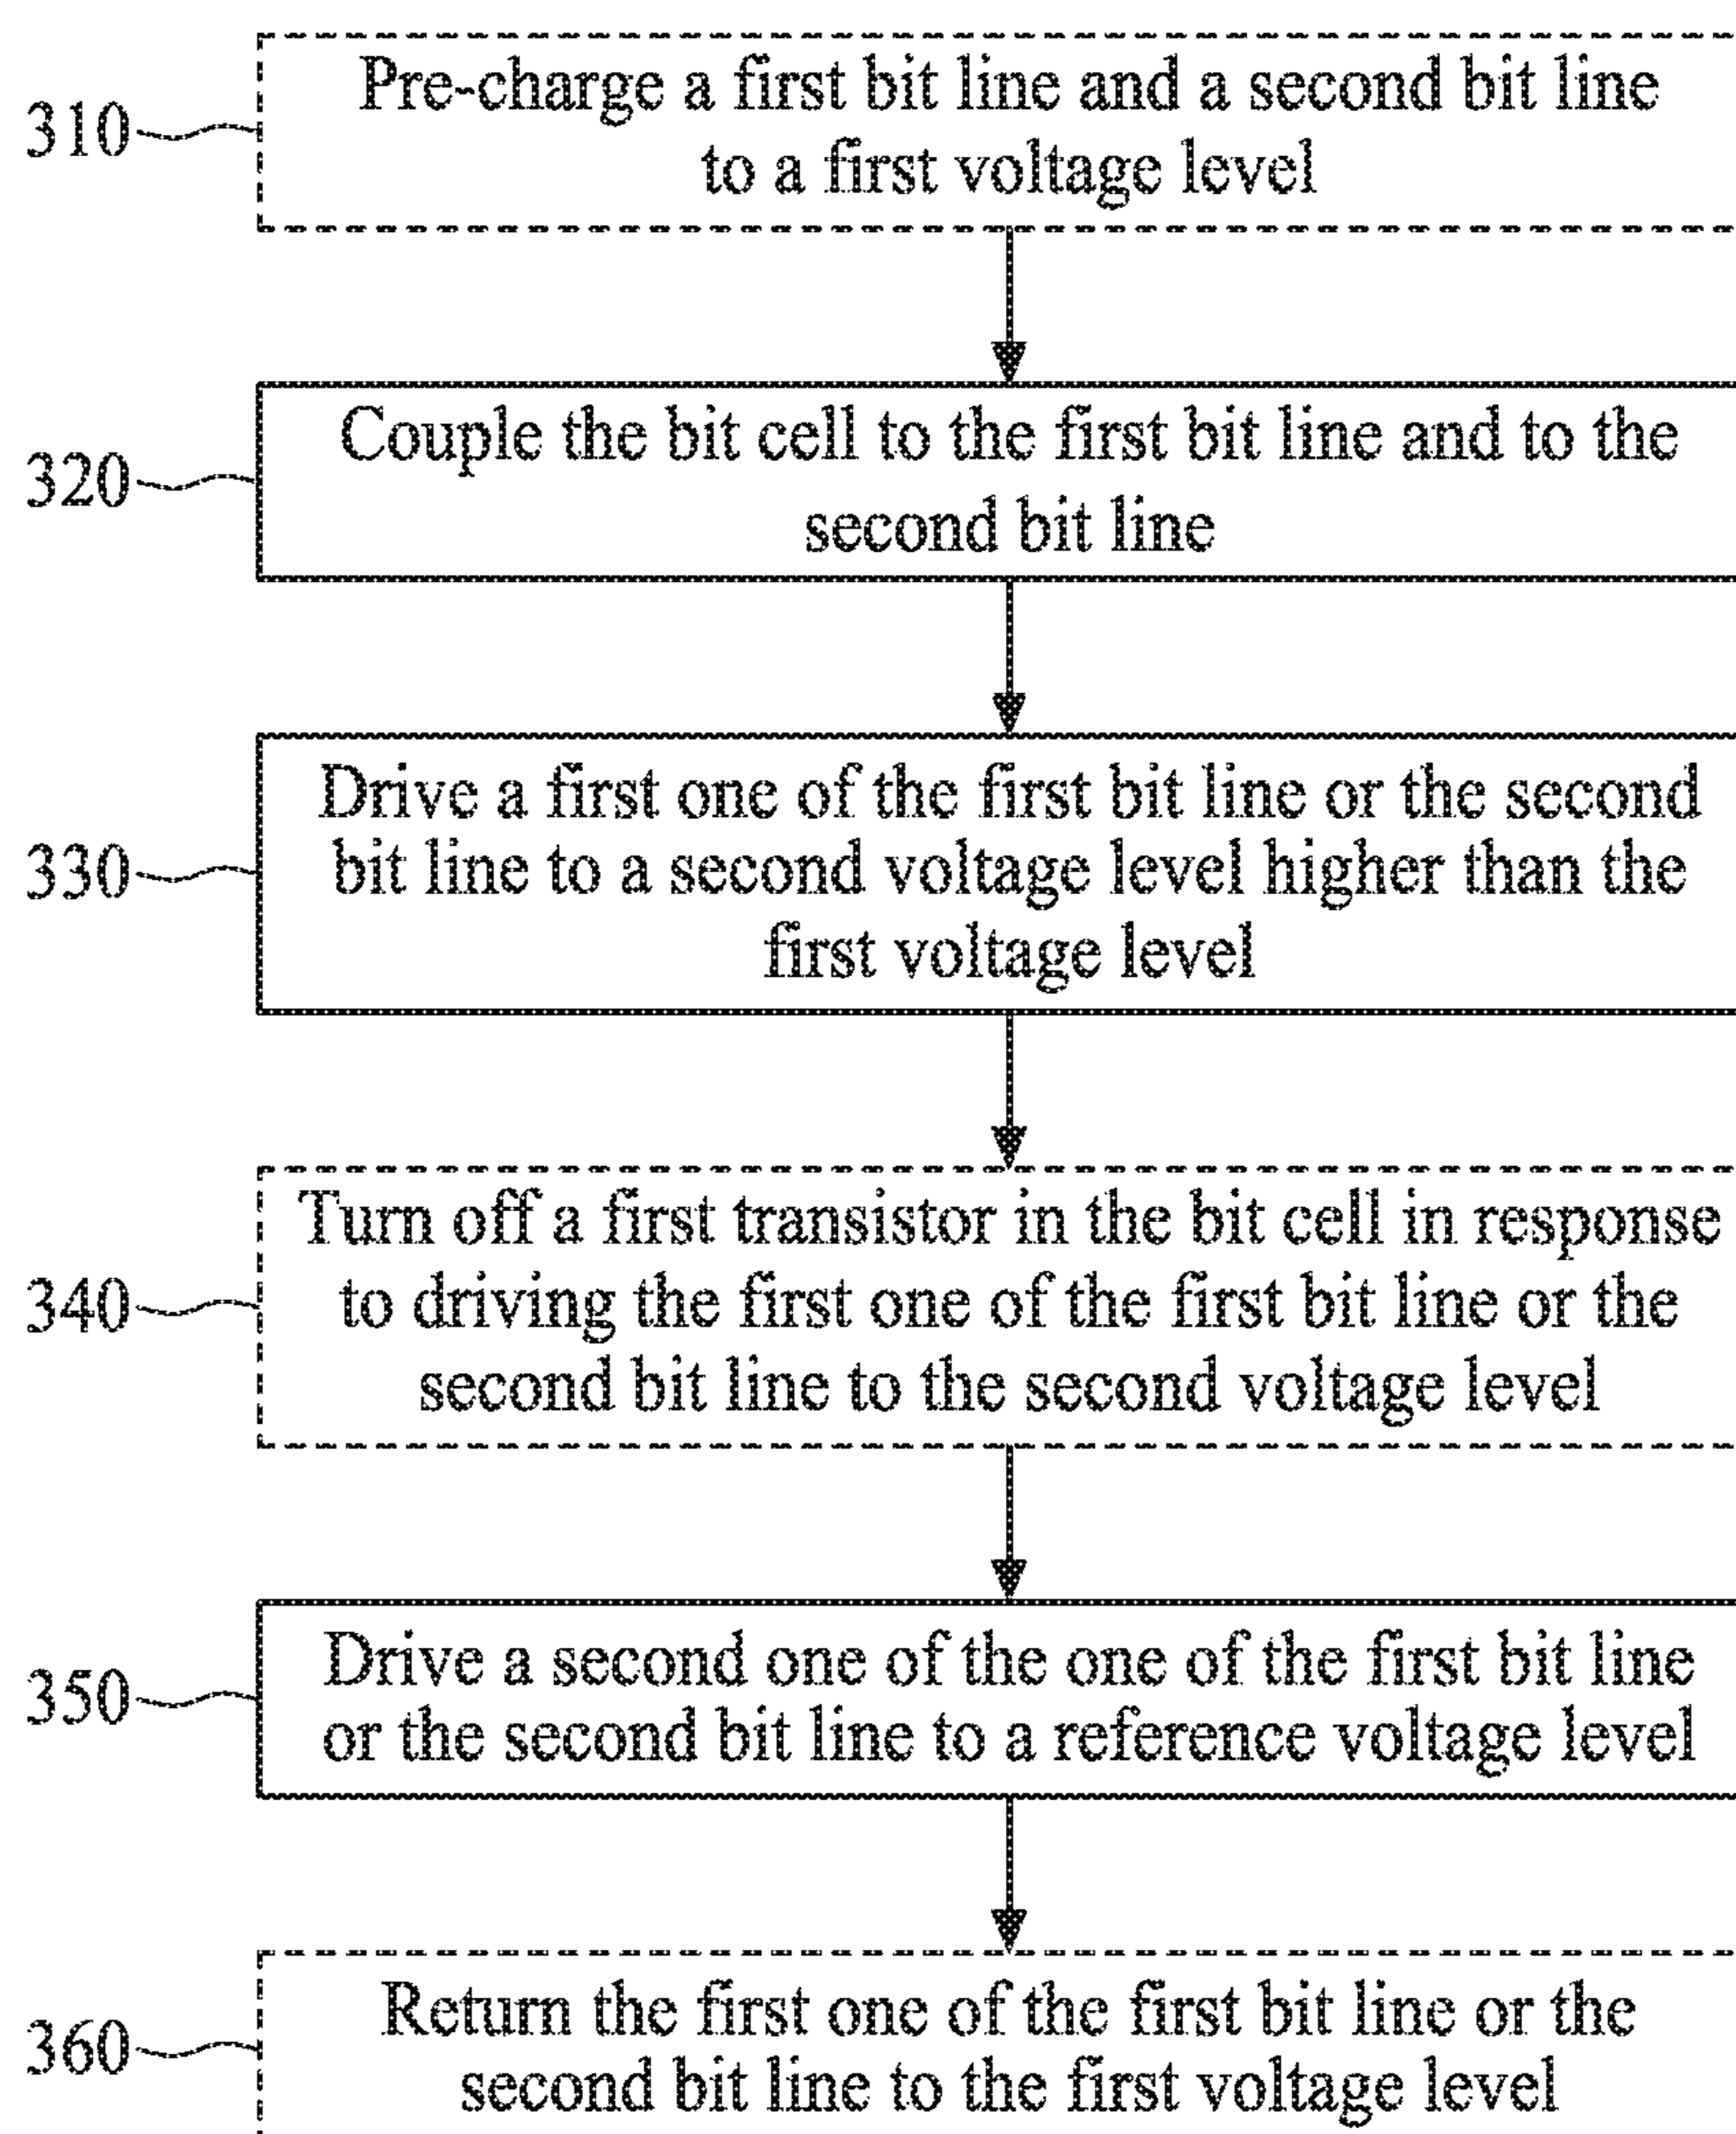 310
Pre-charge a first bit line and a second bit line
to a first voltage level
320
Couple the bit cell to the first bit line and to the
second bit line
330
Drive a first one of the first bit line or the second
bit line to a second voltage level higher than the
first voltage level
340
Turn off a first transistor in the bit cell in response
to driving the first one of the first bit line or the
second bit line to the second voltage level
350
Drive a second one of the one of the first bit line
or the second bit line to a reference voltage level
360
Return the first one of the first bit line or the
second bit line to the first voltage level